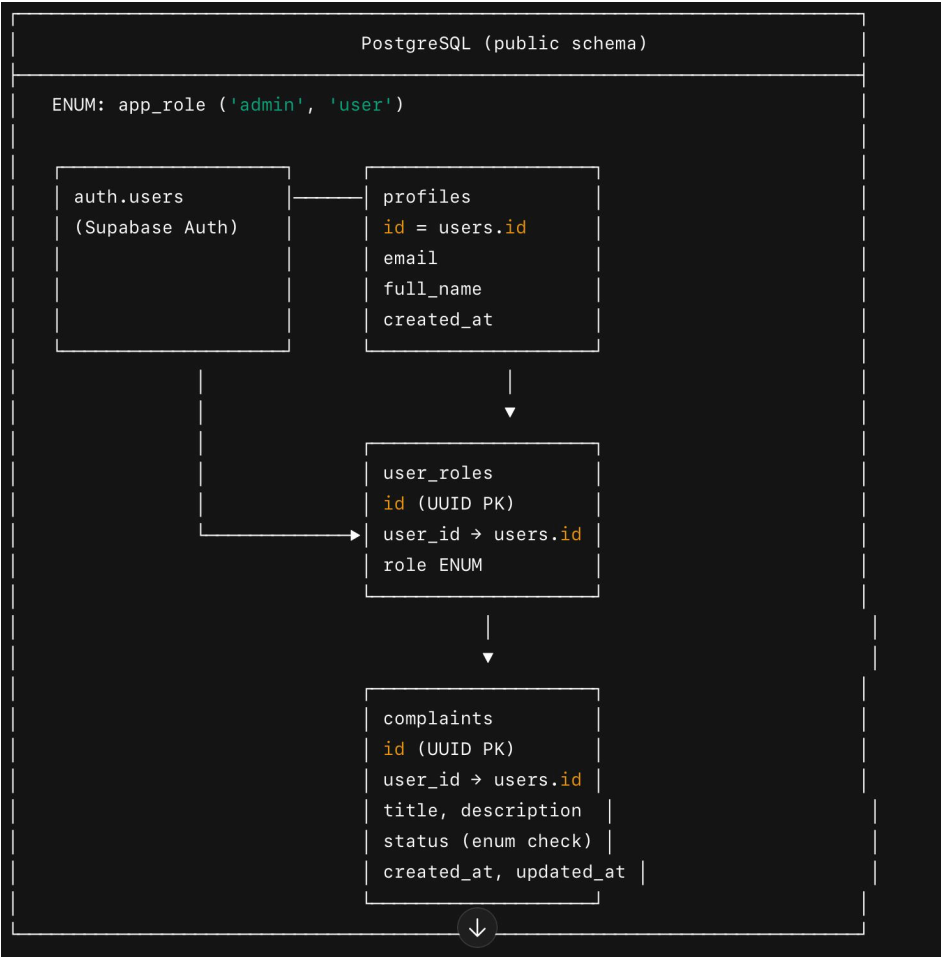 PostgreSQL (public schema)
ENUM: app_role ('admin', 'user')
auth.users
(Supabase Auth)
profiles
id = users.id
email
full_name
created_at
user_roles
id (UUID PK)
user_id → users.id
role ENUM
complaints
id (UUID PK)
user_id → users.id
title, description
status (enum check)
created_at, updated_at